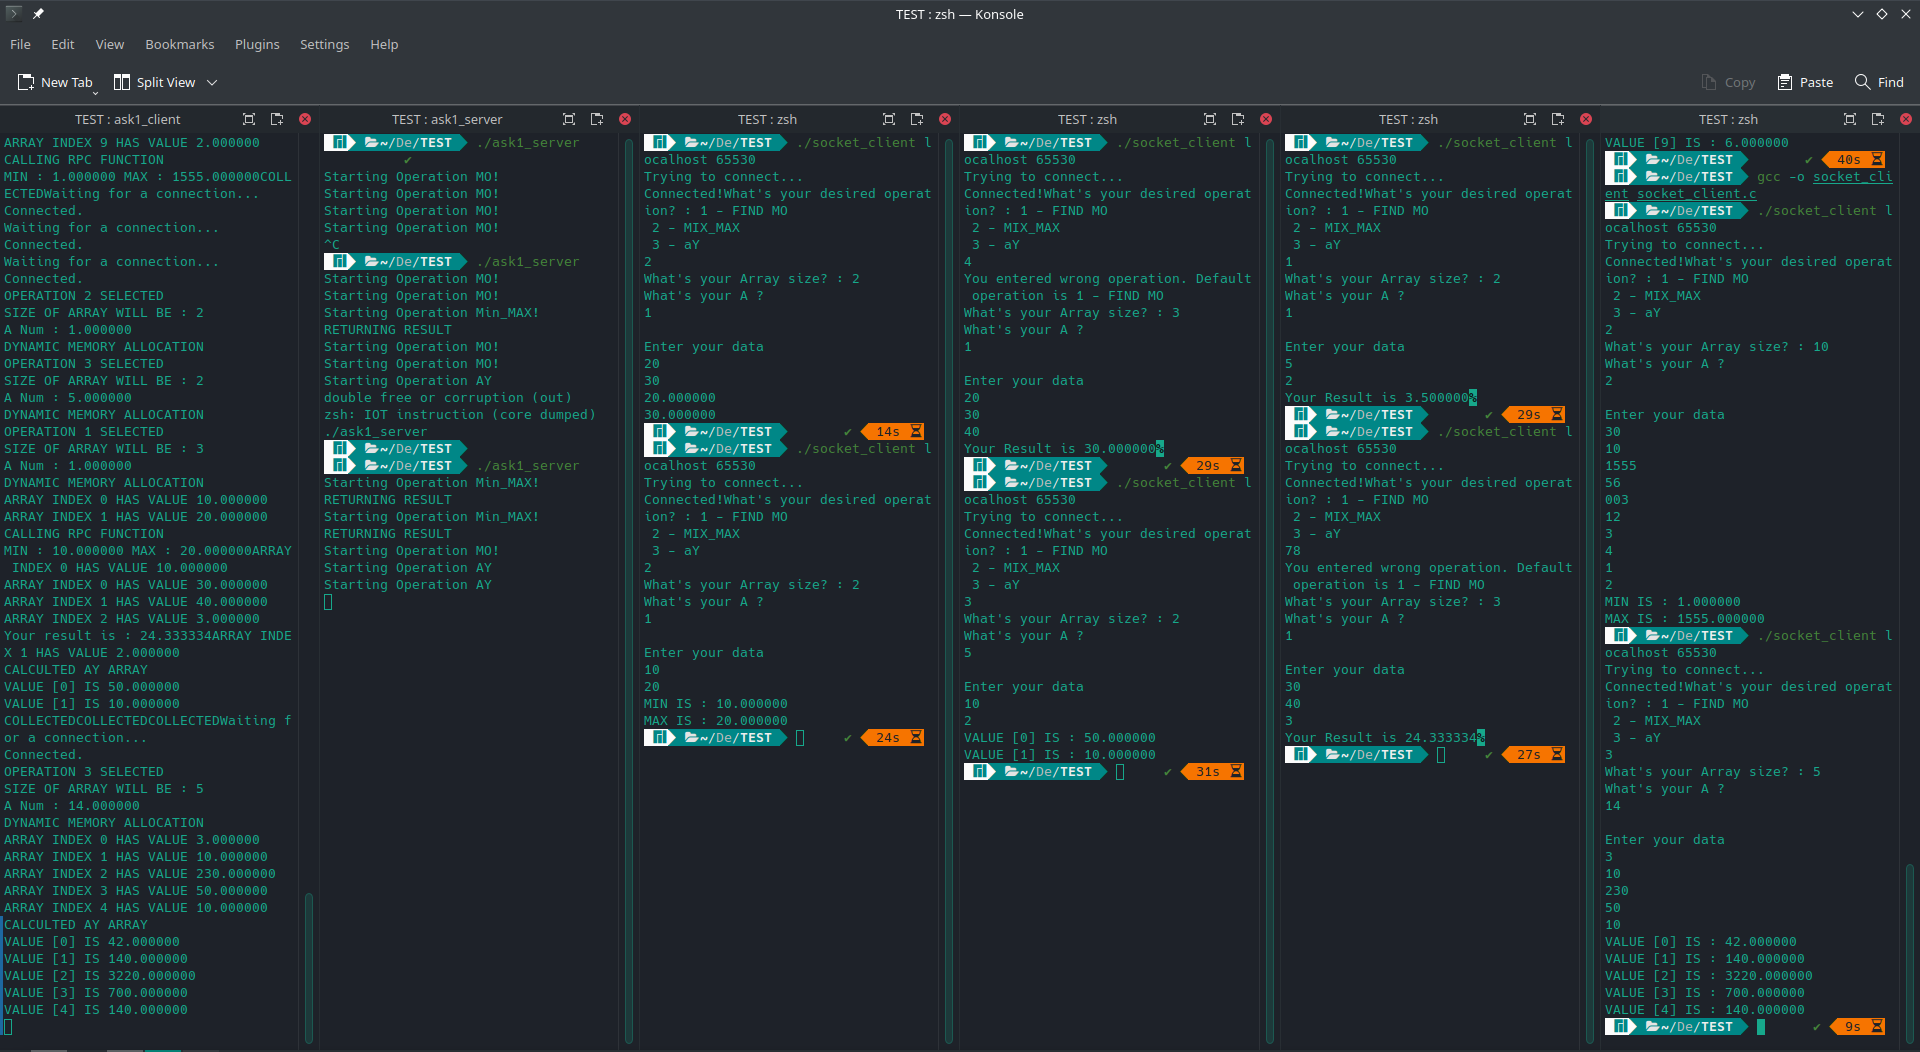 TEST : zsh — Konsole
File Edit View Bookmarks Plugins Settings Help
New Tab Split View Copy Paste Find
TEST : ask1_client
ARRAY INDEX 9 HAS VALUE 2.000000
CALLING RPC FUNCTION
MIN : 1.000000 MAX : 1555.000000COLL
ECTEDWaiting for a connection...
Connected.
Waiting for a connection...
Connected.
Waiting for a connection...
Connected.
OPERATION 2 SELECTED
SIZE OF ARRAY WILL BE : 2
A Num : 1.000000
DYNAMIC MEMORY ALLOCATION
OPERATION 3 SELECTED
SIZE OF ARRAY WILL BE : 2
A Num : 5.000000
DYNAMIC MEMORY ALLOCATION
OPERATION 1 SELECTED
SIZE OF ARRAY WILL BE : 3
A Num : 1.000000
DYNAMIC MEMORY ALLOCATION
ARRAY INDEX 0 HAS VALUE 10.000000
ARRAY INDEX 1 HAS VALUE 20.000000
CALLING RPC FUNCTION
MIN : 10.000000 MAX : 20.000000ARRAY
 INDEX 0 HAS VALUE 10.000000
ARRAY INDEX 0 HAS VALUE 30.000000
ARRAY INDEX 1 HAS VALUE 40.000000
ARRAY INDEX 2 HAS VALUE 3.000000
Your result is : 24.333334ARRAY INDE
X 1 HAS VALUE 2.000000
CALCULTED AY ARRAY
VALUE [0] IS 50.000000
VALUE [1] IS 10.000000
COLLECTEDCOLLECTEDCOLLECTEDWaiting f
or a connection...
Connected.
OPERATION 3 SELECTED
SIZE OF ARRAY WILL BE : 5
A Num : 14.000000
DYNAMIC MEMORY ALLOCATION
ARRAY INDEX 0 HAS VALUE 3.000000
ARRAY INDEX 1 HAS VALUE 10.000000
ARRAY INDEX 2 HAS VALUE 230.000000
ARRAY INDEX 3 HAS VALUE 50.000000
ARRAY INDEX 4 HAS VALUE 10.000000
CALCULTED AY ARRAY
VALUE [0] IS 42.000000
VALUE [1] IS 140.000000
VALUE [2] IS 3220.000000
VALUE [3] IS 700.000000
VALUE [4] IS 140.000000
TEST : ask1_server
~/De/TEST ./ask1_server
✔
Starting Operation MO!
Starting Operation MO!
Starting Operation MO!
Starting Operation MO!
^C
~/De/TEST ./ask1_server
Starting Operation MO!
Starting Operation MO!
Starting Operation Min_MAX!
RETURNING RESULT
Starting Operation MO!
Starting Operation MO!
Starting Operation AY
double free or corruption (out)
zsh: IOT instruction (core dumped)
./ask1_server
~/De/TEST
~/De/TEST ./ask1_server
Starting Operation Min_MAX!
RETURNING RESULT
Starting Operation Min_MAX!
RETURNING RESULT
Starting Operation MO!
Starting Operation AY
Starting Operation AY
TEST : zsh
~/De/TEST ./socket_client l
ocalhost 65530
Trying to connect...
Connected!What's your desired operat
ion? : 1 - FIND MO
 2 - MIX_MAX
 3 - aY
2
What's your Array size? : 2
What's your A ?
1
Enter your data
20
30
20.000000
30.000000
~/De/TEST ✔ 14s
~/De/TEST ./socket_client l
ocalhost 65530
Trying to connect...
Connected!What's your desired operat
ion? : 1 - FIND MO
 2 - MIX_MAX
 3 - aY
2
What's your Array size? : 2
What's your A ?
1
Enter your data
10
20
MIN IS : 10.000000
MAX IS : 20.000000
~/De/TEST ✔ 24s
TEST : zsh
~/De/TEST ./socket_client l
ocalhost 65530
Trying to connect...
Connected!What's your desired operat
ion? : 1 - FIND MO
 2 - MIX_MAX
 3 - aY
4
You entered wrong operation. Default
 operation is 1 - FIND MO
What's your Array size? : 3
What's your A ?
1
Enter your data
20
30
40
Your Result is 30.000000%
~/De/TEST ✔ 29s
~/De/TEST ./socket_client l
ocalhost 65530
Trying to connect...
Connected!What's your desired operat
ion? : 1 - FIND MO
 2 - MIX_MAX
 3 - aY
3
What's your Array size? : 2
What's your A ?
5
Enter your data
10
2
VALUE [0] IS : 50.000000
VALUE [1] IS : 10.000000
~/De/TEST ✔ 31s
TEST : zsh
~/De/TEST ./socket_client l
ocalhost 65530
Trying to connect...
Connected!What's your desired operat
ion? : 1 - FIND MO
 2 - MIX_MAX
 3 - aY
1
What's your Array size? : 2
What's your A ?
1
Enter your data
5
2
Your Result is 3.500000%
~/De/TEST ✔ 29s
~/De/TEST ./socket_client l
ocalhost 65530
Trying to connect...
Connected!What's your desired operat
ion? : 1 - FIND MO
 2 - MIX_MAX
 3 - aY
78
You entered wrong operation. Default
 operation is 1 - FIND MO
What's your Array size? : 3
What's your A ?
1
Enter your data
30
40
3
Your Result is 24.333334%
~/De/TEST ✔ 27s
TEST : zsh
VALUE [9] IS : 6.000000
~/De/TEST ✔ 40s
~/De/TEST gcc -o socket_cli
ent socket_client.c
~/De/TEST ./socket_client l
ocalhost 65530
Trying to connect...
Connected!What's your desired operat
ion? : 1 - FIND MO
 2 - MIX_MAX
 3 - aY
2
What's your Array size? : 10
What's your A ?
2
Enter your data
30
10
1555
56
003
12
3
4
1
2
MIN IS : 1.000000
MAX IS : 1555.000000
~/De/TEST ./socket_client l
ocalhost 65530
Trying to connect...
Connected!What's your desired operat
ion? : 1 - FIND MO
 2 - MIX_MAX
 3 - aY
3
What's your Array size? : 5
What's your A ?
14
Enter your data
3
10
230
50
10
VALUE [0] IS : 42.000000
VALUE [1] IS : 140.000000
VALUE [2] IS : 3220.000000
VALUE [3] IS : 700.000000
VALUE [4] IS : 140.000000
~/De/TEST ✔ 9s